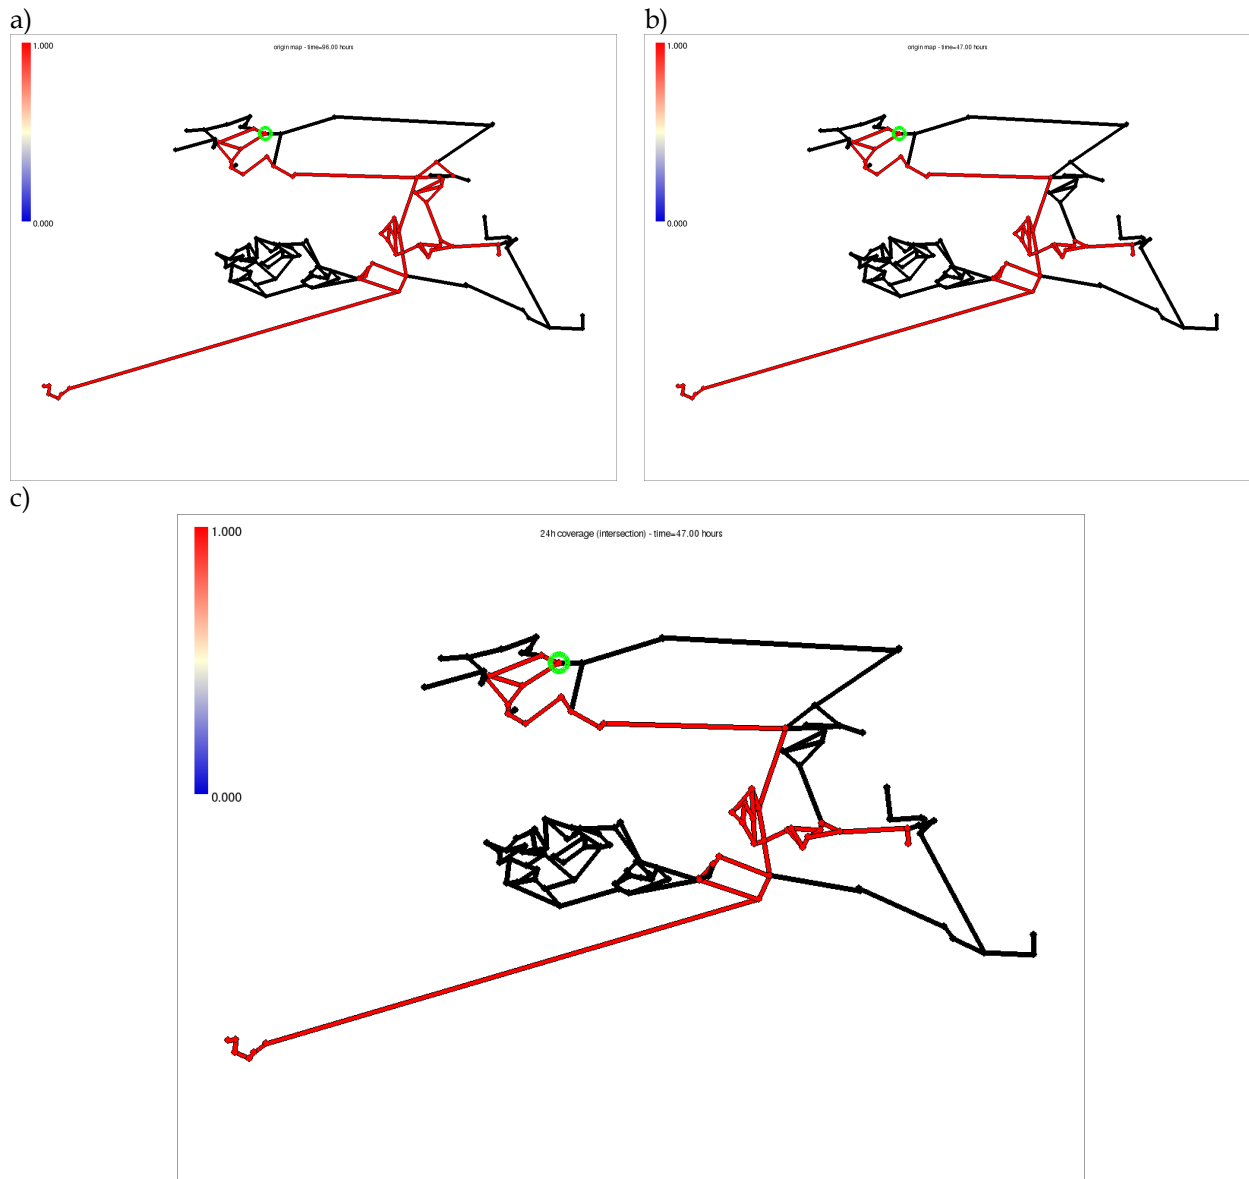 a)
b)
origin map - time=96.00 hours
origin map - time=47.00 hours
1.000
1.000
0.000
0.000
c)
24h coverage (intersection) - time=47.00 hours
1.000
0.000